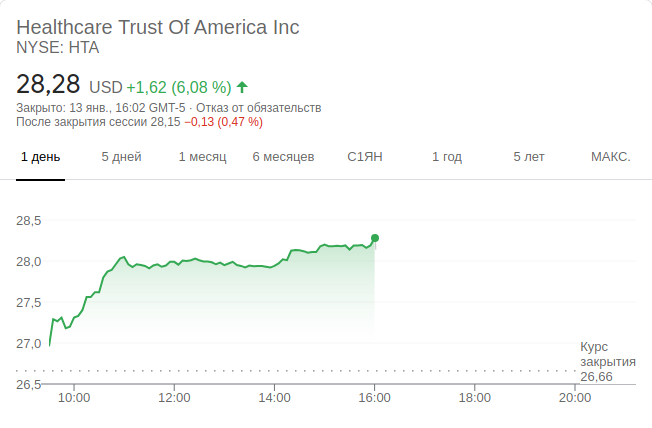 Healthcare Trust Of America Inc
NYSE: HTA
28,28 USD +1,62 (6,08 %)
Закрыто: 13 янв., 16:02 GMT-5 · Отказ от обязательств
После закрытия сессии 28,15 −0,13 (0,47 %)
1 день 5 дней 1 месяц 6 месяцев С1ЯН 1 год 5 лет МАКС.
28,5
28,0
27,5
27,0
Курс
закрытия
26,66
26,5
10:00 12:00 14:00 16:00 18:00 20:00